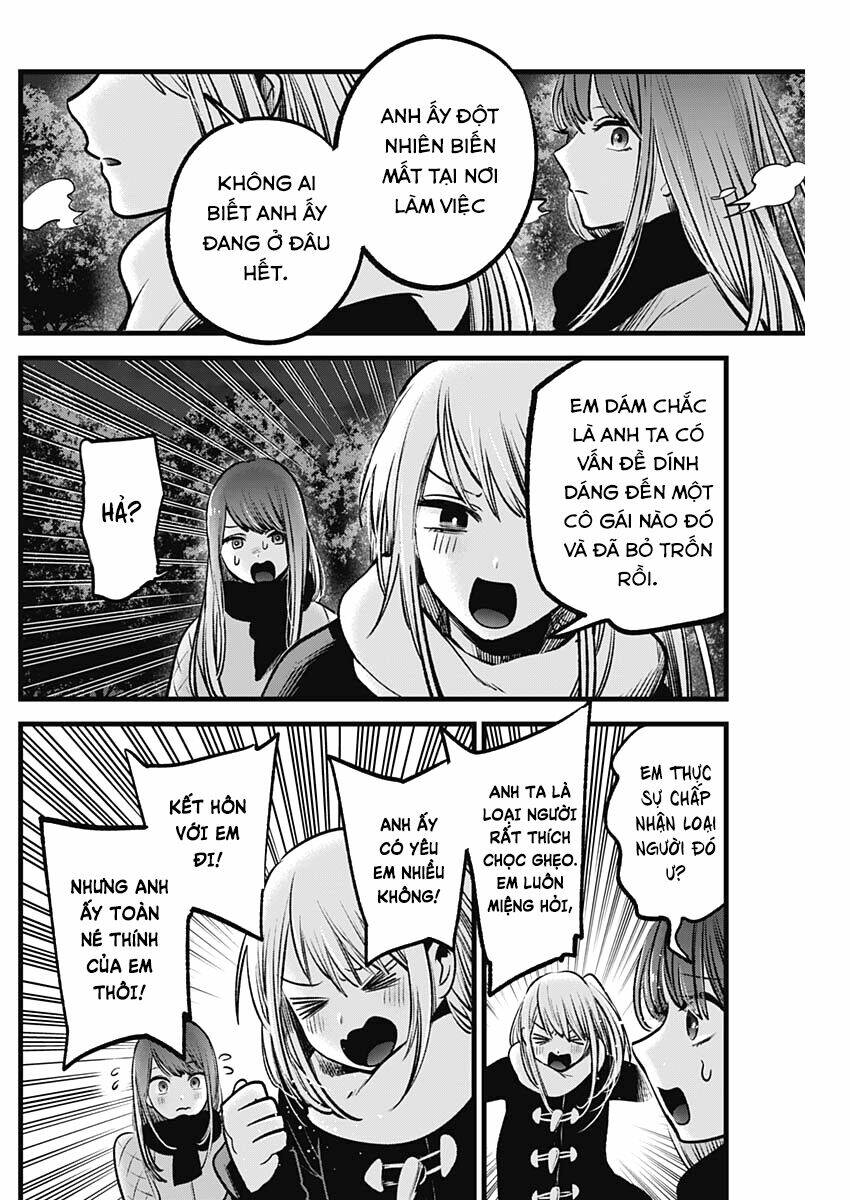 ANH ẤY ĐỘT
NHIÊN BIẾN
MẤT TẠI NƠI
LÀM VIỆC
KHÔNG AI
BIẾT ANH ẤY
ĐANG Ở ĐÂU
HẾT.
EM DÁM CHẮC
LÀ ANH TA CÓ
VẤN ĐỀ DÍNH
DÁNG ĐẾN MỘT
CÔ GÁI NÀO ĐÓ
VÀ ĐÃ BỎ TRỐN
RỒI.
HẢ?
EM THỰC
SỰ CHẤP
NHẬN LOẠI
NGƯỜI ĐÓ
Ư?
ANH TA LÀ
LOẠI NGƯỜI
RẤT THÍCH
CHỌC GHẸO.
EM LUÔN
MIỆNG HỎI,
ANH ẤY
CÓ YÊU
EM NHIỀU
KHÔNG!
KẾT HÔN
VỚI EM
ĐI!
NHƯNG ANH
ẤY TOÀN
NÉ THÍNH
CỦA EM
THÔI!